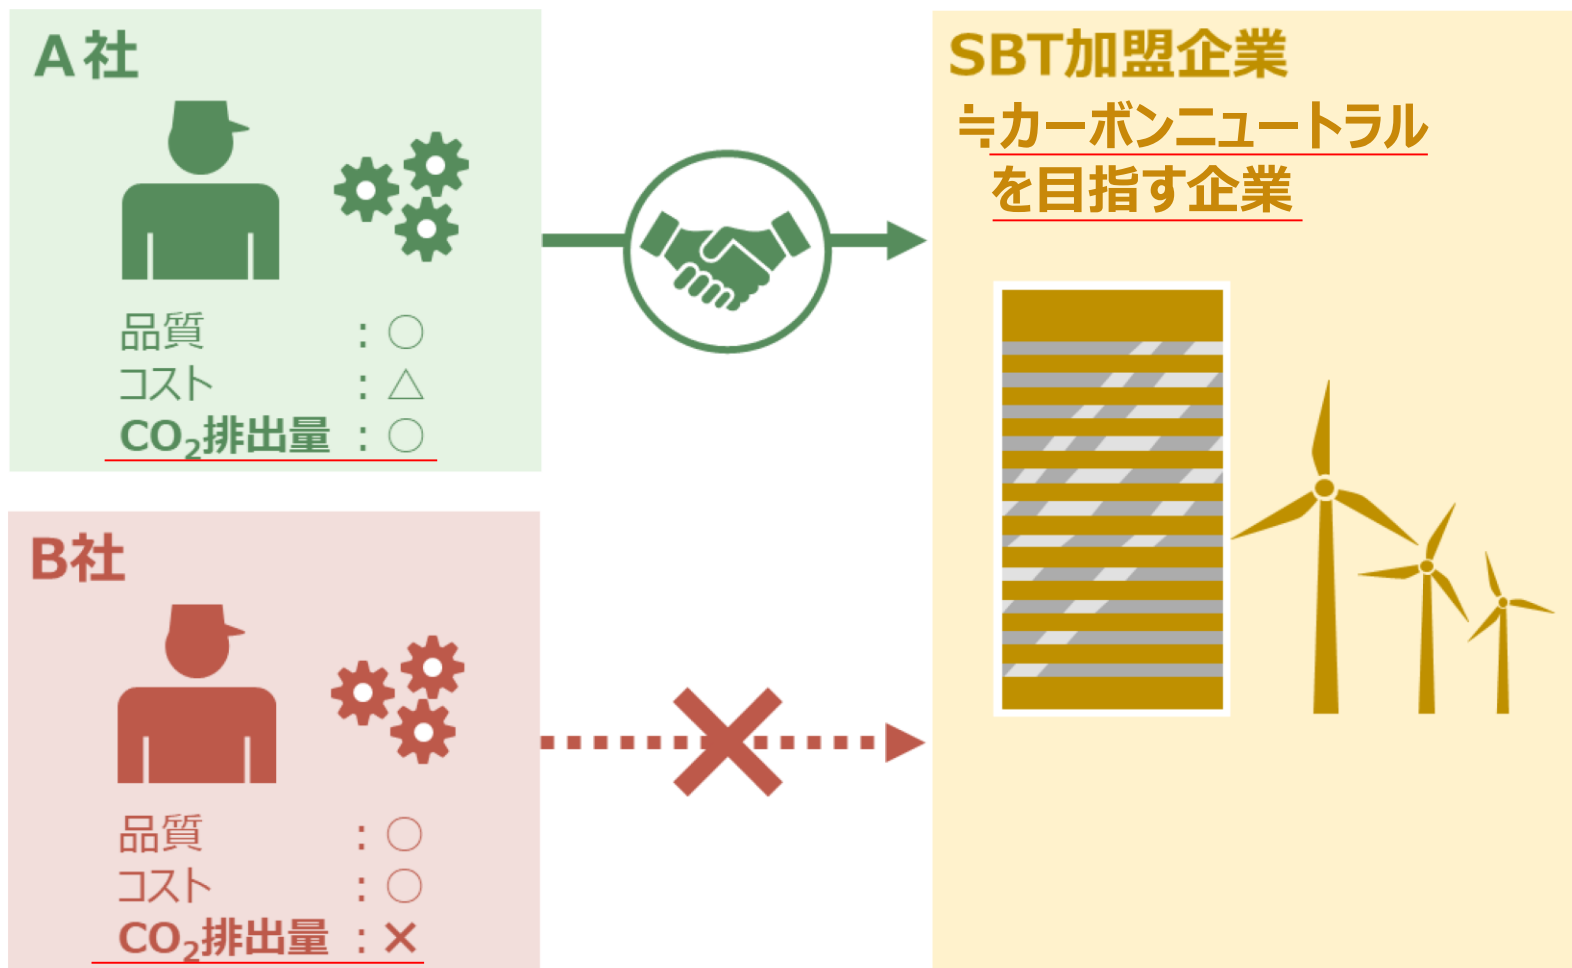 A社
品質 : ○
コスト : △
CO₂排出量 : ○
B社
品質 : ○
コスト : ○
CO₂排出量 : ×
SBT加盟企業
≒カーボンニュートラル
を目指す企業